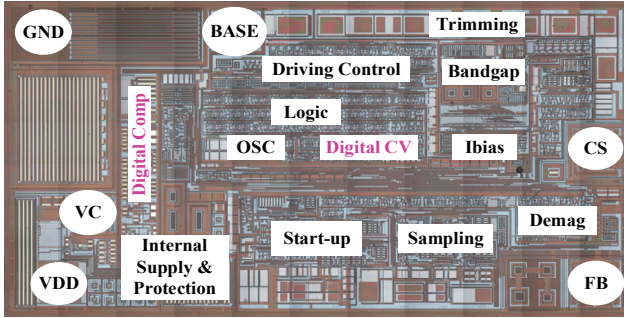 GND
BASE
Trimming
Driving Control
Bandgap
Digital Comp
Logic
OSC
Digital CV
Ibias
CS
VC
Start-up
Sampling
Demag
Internal
Supply &
Protection
VDD
FB